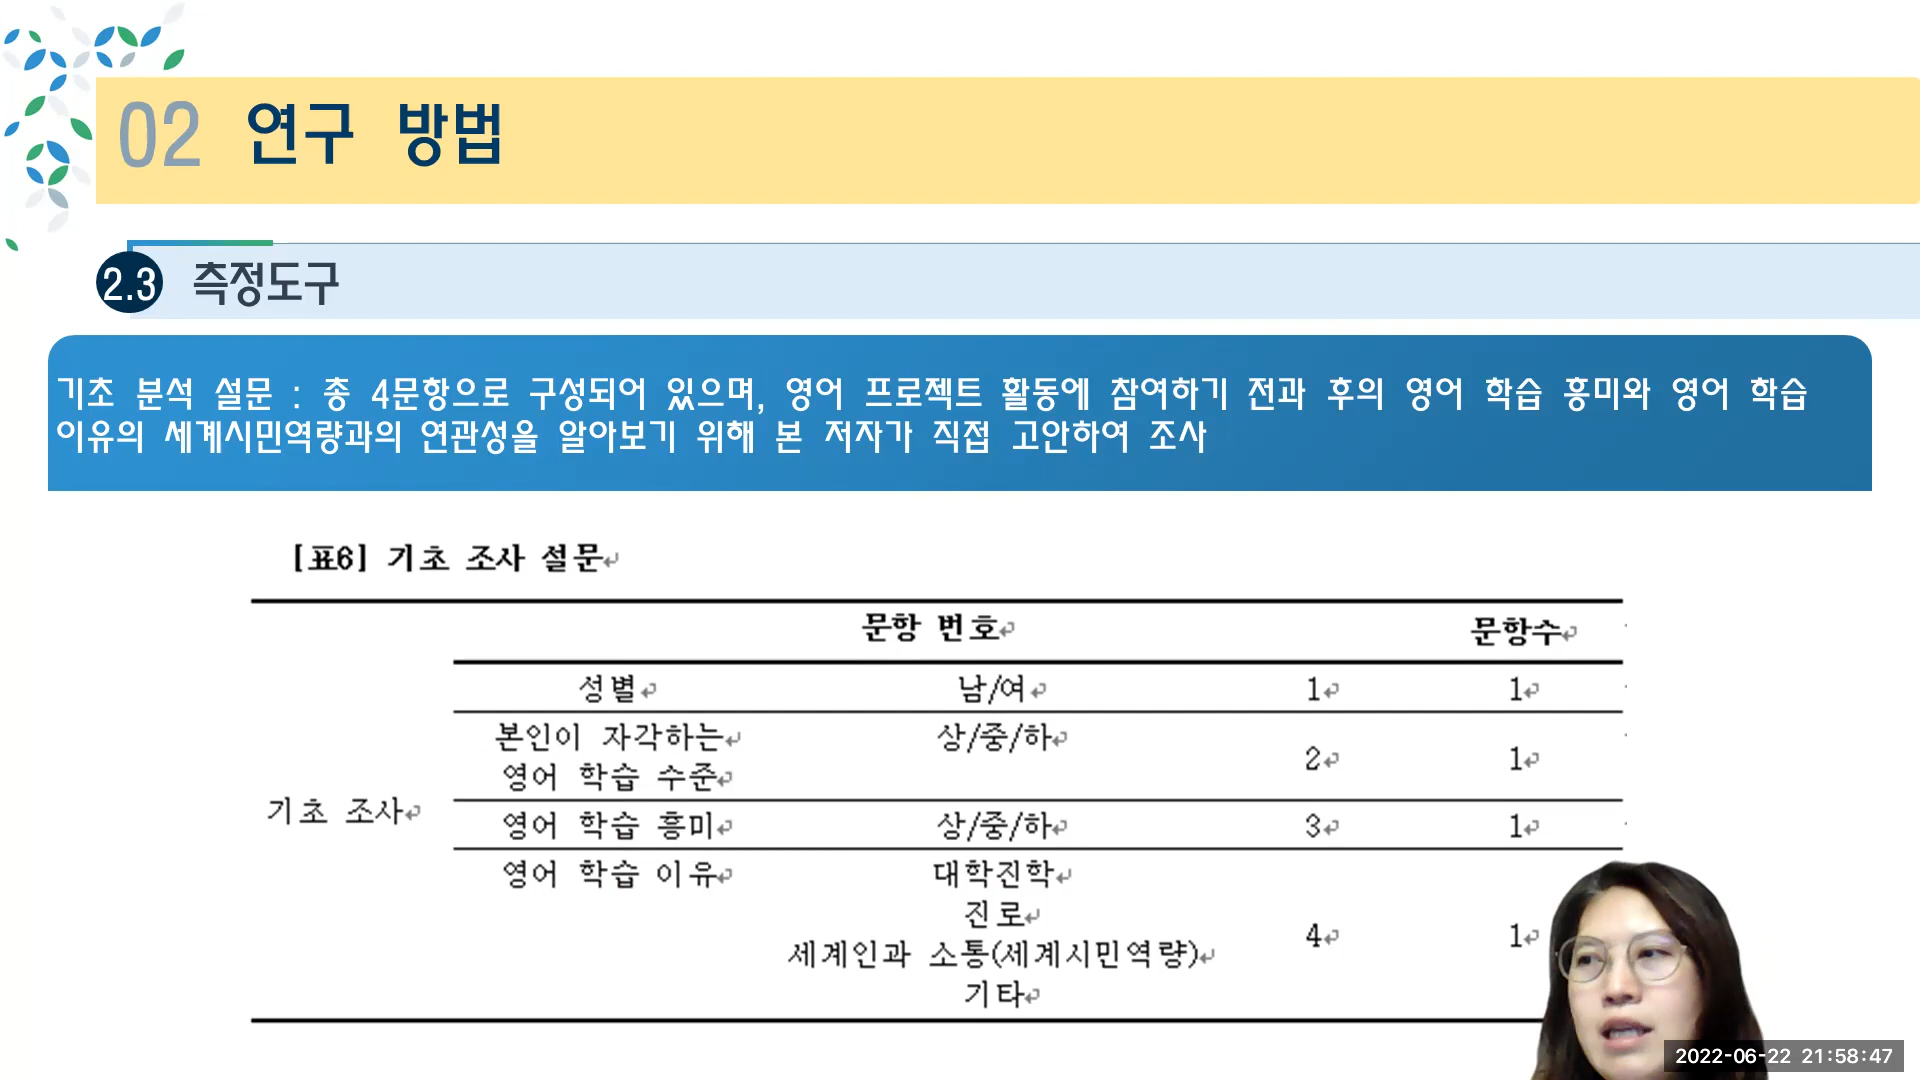 02 연구 방법
2.3 측정도구
기초 분석 설문 : 총 4문항으로 구성되어 있으며, 영어 프로젝트 활동에 참여하기 전과 후의 영어 학습 흥미와 영어 학습
이유의 세계시민역량과의 연관성을 알아보기 위해 본 저자가 직접 고안하여 조사
[표6] 기초 조사 설문
문항 번호 문항수
성별 남/여 1 1
본인이 자각하는 상/중/하
영어 학습 수준 2 1
기초 조사
영어 학습 흥미 상/중/하 3 1
영어 학습 이유 대학진학
진로
4 1
세계인과 소통(세계시민역량)
기타
2022-06-22 21:58:47